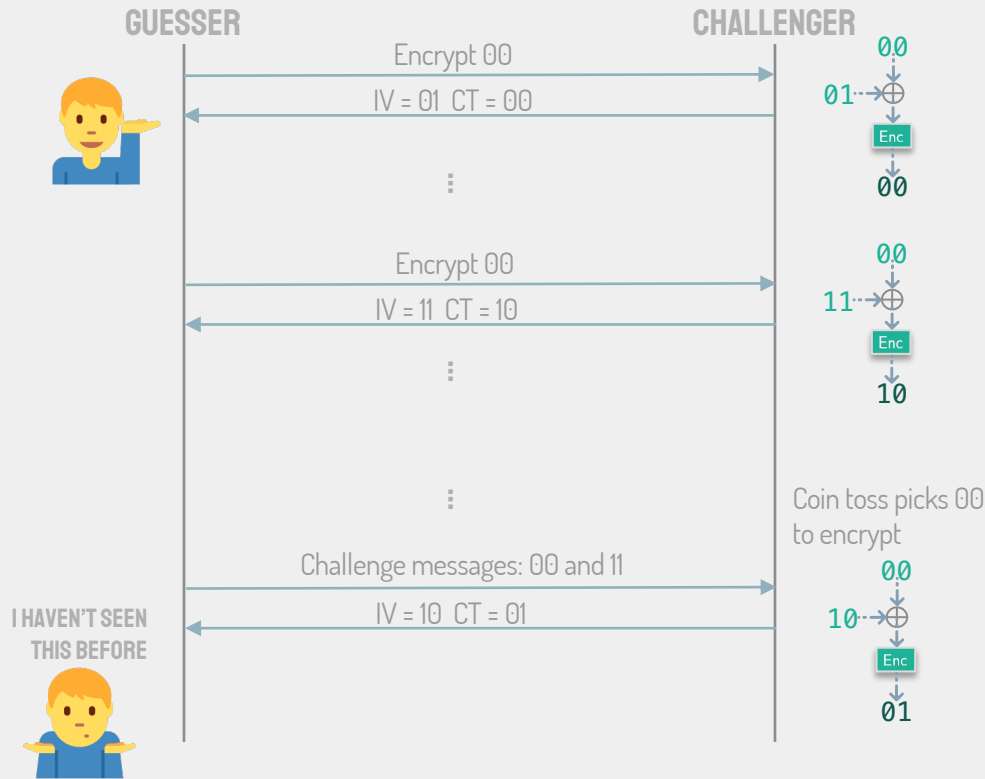 GUESSER
CHALLENGER
Encrypt 00
00
IV = 01 CT = 00
01
Enc
00
Encrypt 00
00
IV = 11 CT = 10
11
Enc
10
Coin toss picks 00
to encrypt
Challenge messages: 00 and 11
00
I HAVEN'T SEEN
THIS BEFORE
IV = 10 CT = 01
10
Enc
01